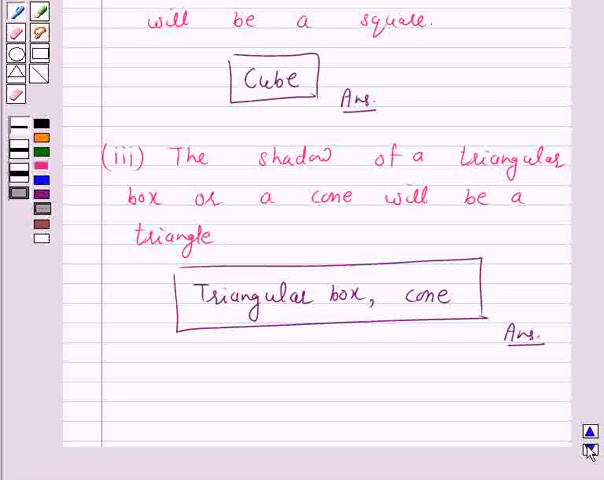 will be a square.
Cube
Ans.
(iii) The shadow of a triangular
box or a cone will be a
triangle
Triangular box, cone
Ans.